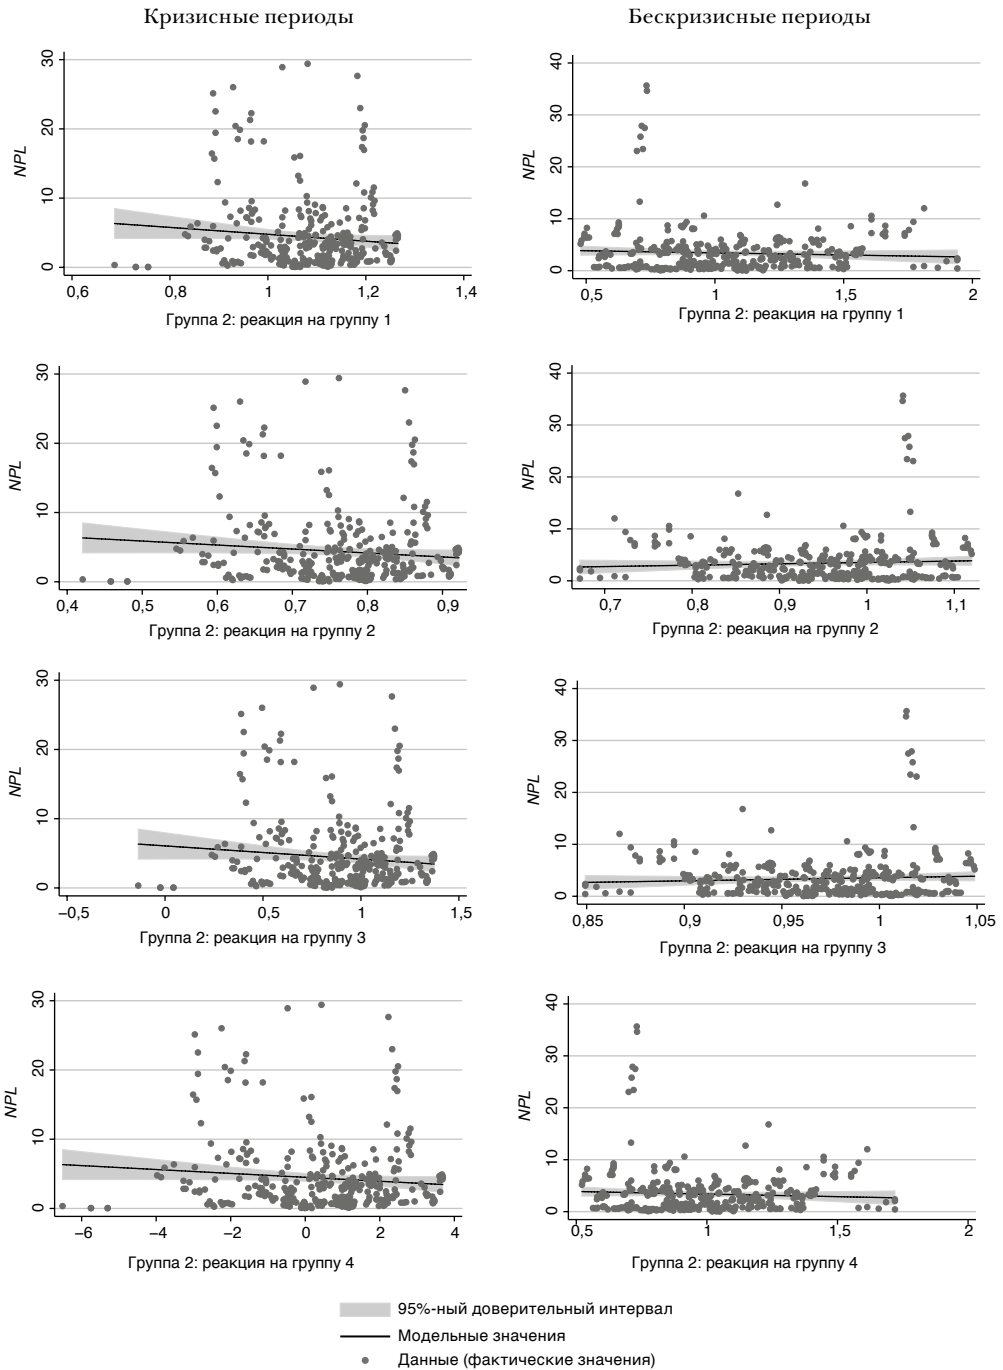 Кризисные периоды
Бескризисные периоды
30
20
10
0
NPL
0,6 0,8 1 1,2 1,4
Группа 2: реакция на группу 1
40
30
20
10
0
NPL
0,5 1 1,5 2
Группа 2: реакция на группу 1
30
20
10
0
NPL
0,4 0,5 0,6 0,7 0,8 0,9
Группа 2: реакция на группу 2
40
30
20
10
0
NPL
0,7 0,8 0,9 1 1,1
Группа 2: реакция на группу 2
30
20
10
0
NPL
−0,5 0 0,5 1 1,5
Группа 2: реакция на группу 3
40
30
20
10
0
NPL
0,85 0,9 0,95 1 1,05
Группа 2: реакция на группу 3
30
20
10
0
NPL
−6 −4 −2 0 2 4
Группа 2: реакция на группу 4
40
30
20
10
0
NPL
0,5 1 1,5 2
Группа 2: реакция на группу 4
95%-ный доверительный интервал
Модельные значения
Данные (фактические значения)